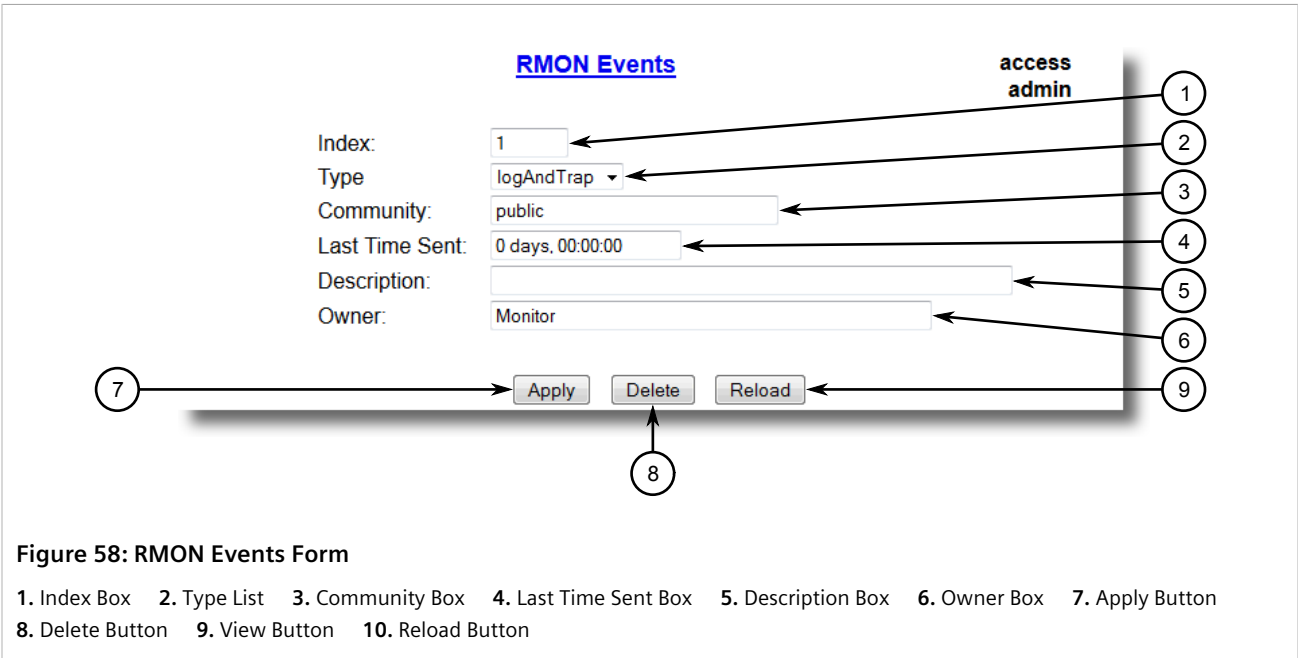 RMON Events
access
admin
1
Index: 1
2
Type logAndTrap
3
Community: public
4
Last Time Sent: 0 days, 00:00:00
Description:
5
Owner: Monitor
6
7 Apply Delete Reload 9
8
Figure 58: RMON Events Form
1. Index Box 2. Type List 3. Community Box 4. Last Time Sent Box 5. Description Box 6. Owner Box 7. Apply Button
8. Delete Button 9. View Button 10. Reload Button